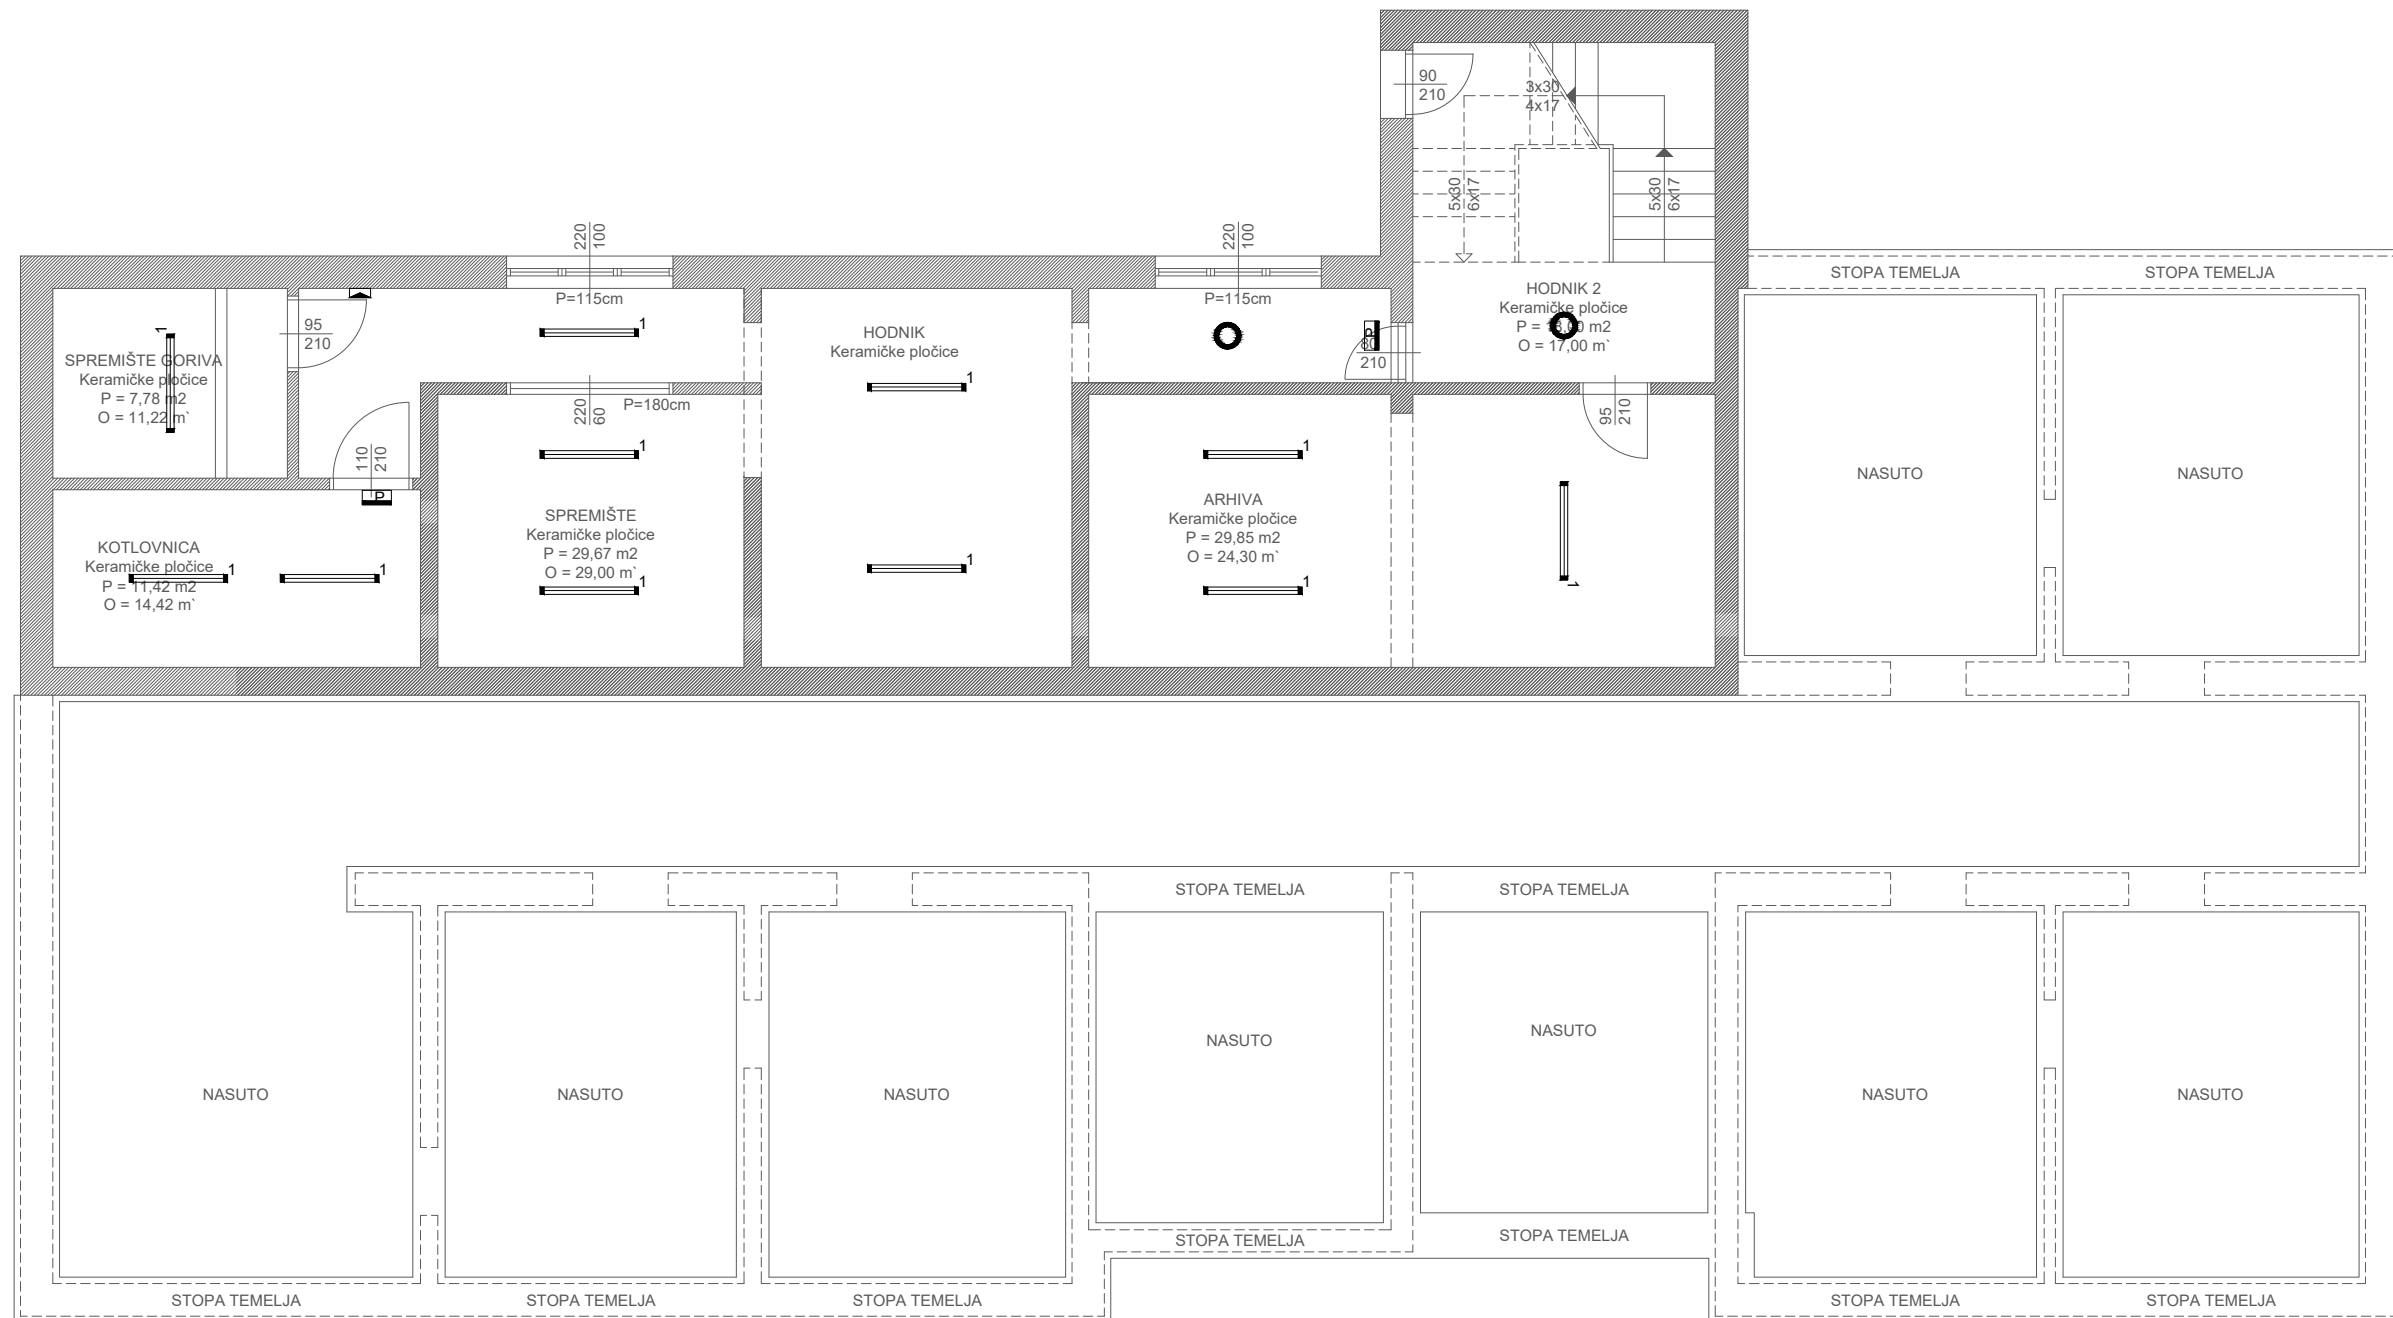 90
210
3x30
4x17
5x30
6x17
5x30
6x17
220
100
220
100
P=115cm
P=115cm
STOPA TEMELJA
STOPA TEMELJA
HODNIK 2
Keramičke pločice
P = 18,00 m2
O = 17,00 m`
95
210
1
HODNIK
Keramičke pločice
P
80
210
SPREMIŠTE GORIVA
Keramičke pločice
P = 7,78 m2
O = 11,22 m`
1
1
220
60
P=180cm
95
210
110
210
P
1
1
NASUTO
NASUTO
SPREMIŠTE
Keramičke pločice
P = 29,67 m2
O = 29,00 m`
1
ARHIVA
Keramičke pločice
P = 29,85 m2
O = 24,30 m`
1
KOTLOVNICA
Keramičke pločice
P = 11,42 m2
O = 14,42 m`
1
1
1
1
STOPA TEMELJA
STOPA TEMELJA
NASUTO
NASUTO
NASUTO
NASUTO
NASUTO
NASUTO
NASUTO
STOPA TEMELJA
STOPA TEMELJA
STOPA TEMELJA
STOPA TEMELJA
STOPA TEMELJA
STOPA TEMELJA
STOPA TEMELJA